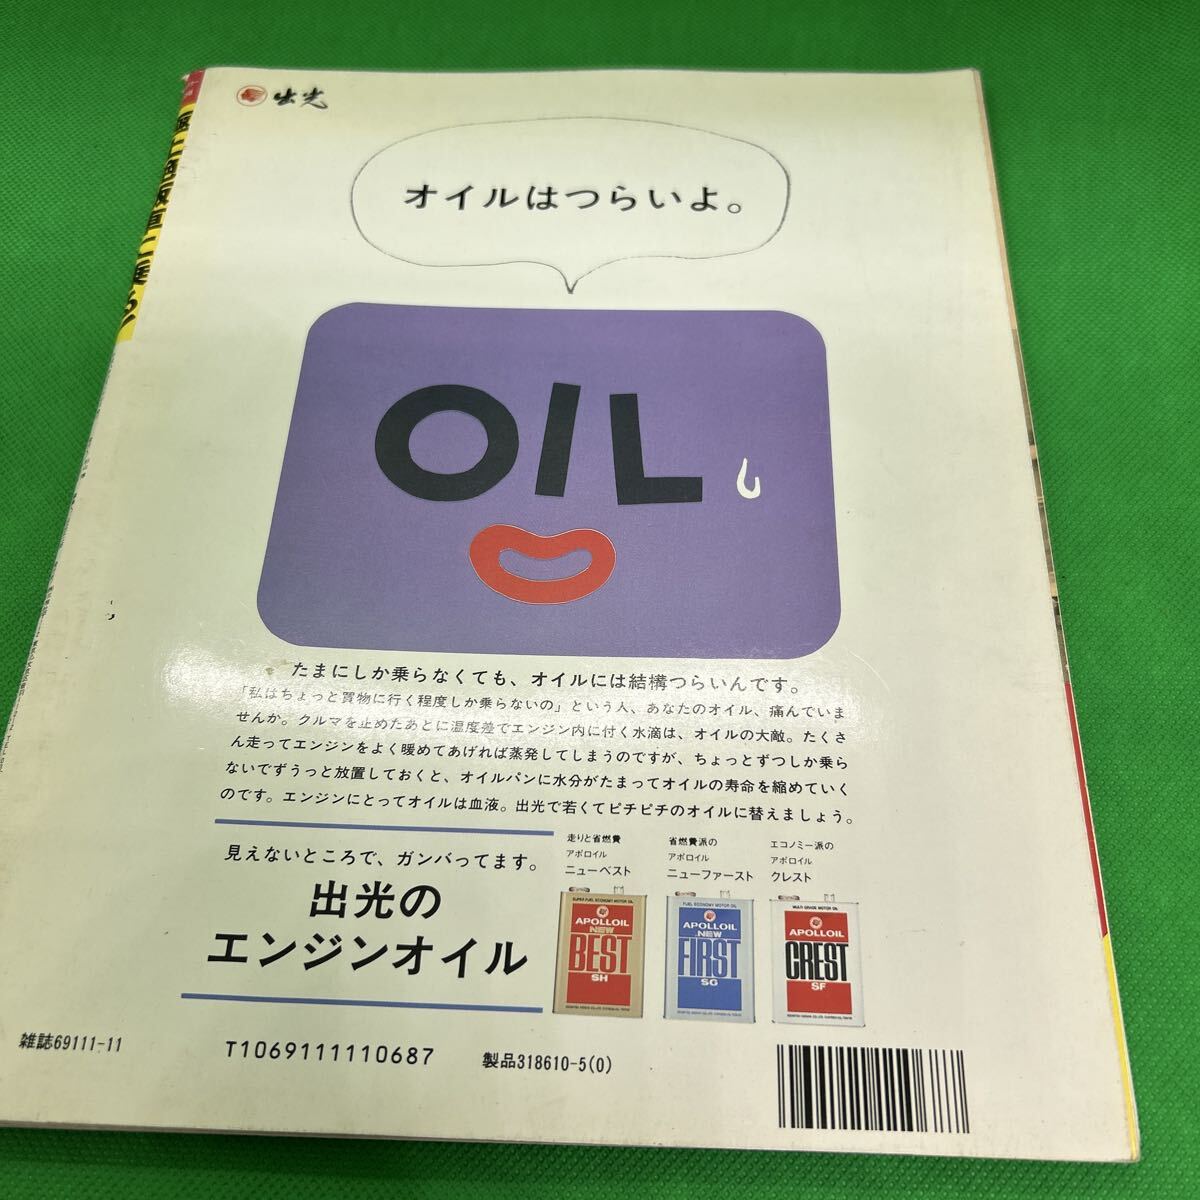 出光
オイルはつらいよ。
OIL
たまにしか乗らなくても、オイルには結構つらいんです。
「私はちょっと買物に行く程度しか乗らないの」という人、あなたのオイル、痛んでいま
せんか。クルマを止めたあとに温度差でエンジン内に付く水滴は、オイルの大敵。たくさ
ん走ってエンジンをよく暖めてあげれば蒸発してしまうのですが、ちょっとずつしか乗ら
ないでずうっと放置しておくと、オイルパンに水分がたまってオイルの寿命を縮めていく
のです。エンジンにとってオイルは血液。出光で若くてピチピチのオイルに替えましょう。
見えないところで、ガンバってます。
出光の
エンジンオイル
走りと省燃費
アポロイル
ニューベスト
省燃費派の
アポロイル
ニューファースト
エコノミー派の
アポロイル
クレスト
SUPER FUEL ECONOMY MOTOR OIL
APOLLOIL
NEW
BEST
SH
FUEL ECONOMY MOTOR OIL
APOLLOIL
NEW
FIRST
SG
MULTI GRADE MOTOR OIL
APOLLOIL
CREST
SF
雑誌69111-11
T1069111110687
製品318610-5(0)